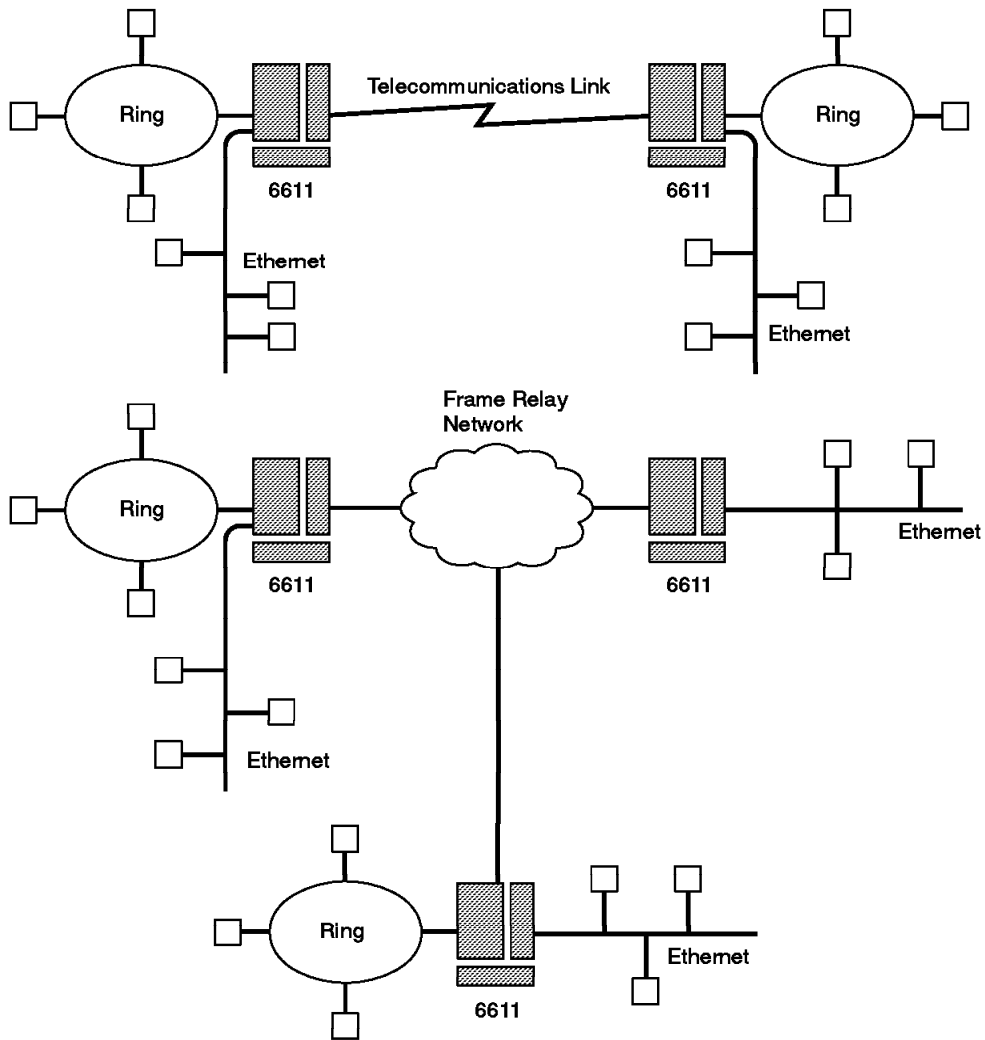 Telecommunications Link
Ring
Ring
6611
6611
Ethernet
Ethernet
Frame Relay
Network
Ring
Ethernet
6611
6611
Ethernet
Ring
Ethernet
6611